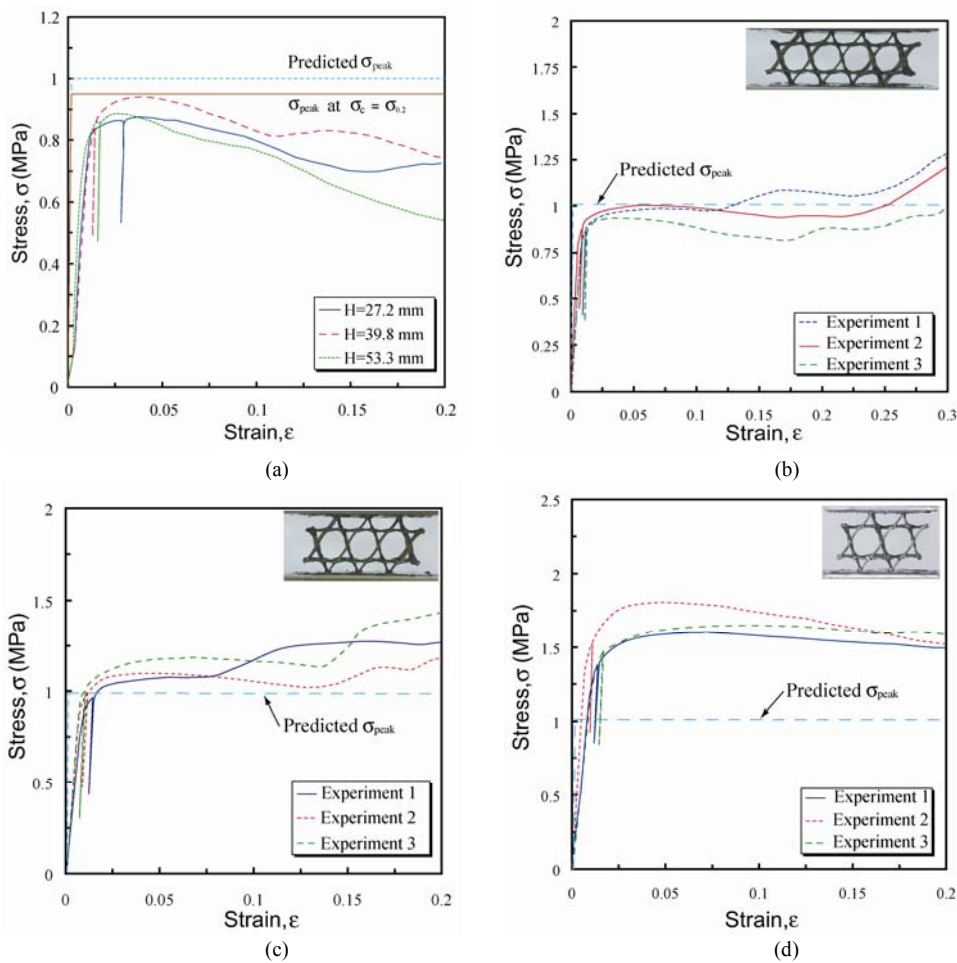 Stress, σ (MPa)
1.2
1
0.8
0.6
0.4
0.2
0
Predicted σpeak
σpeak at σc = σ0.2
H=27.2 mm
H=39.8 mm
H=53.3 mm
0 0.05 0.1 0.15 0.2
Strain, ε
(a)
Stress, σ (MPa)
2
1.75
1.5
1.25
1
0.75
0.5
0.25
0
Predicted σpeak
Experiment 1
Experiment 2
Experiment 3
0 0.05 0.1 0.15 0.2 0.25 0.3
Strain, ε
(b)
Stress, σ (MPa)
2
1.5
1
0.5
0
Predicted σpeak
Experiment 1
Experiment 2
Experiment 3
0 0.05 0.1 0.15 0.2
Strain, ε
(c)
Stress, σ (MPa)
2.5
2
1.5
1
0.5
0
Predicted σpeak
Experiment 1
Experiment 2
Experiment 3
0 0.05 0.1 0.15 0.2
Strain, ε
(d)